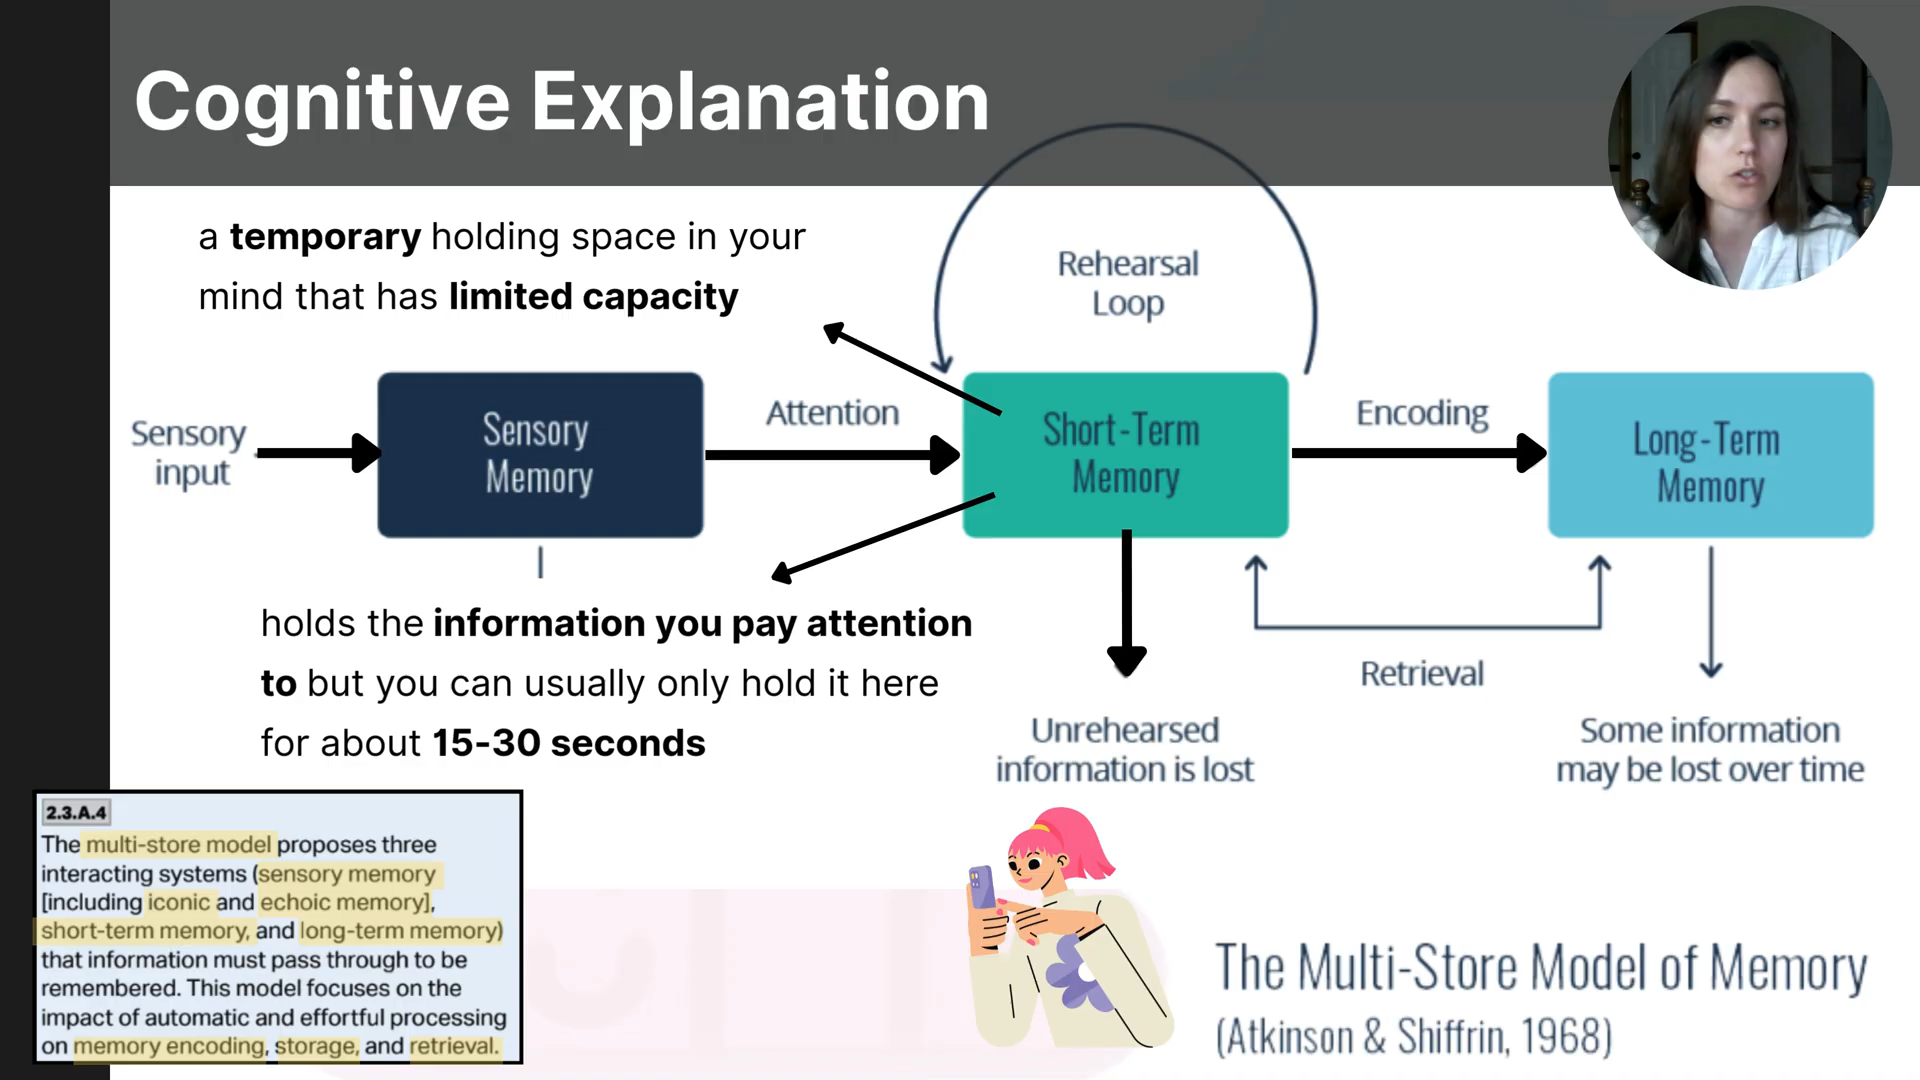 Cognitive Explanation
a temporary holding space in your
mind that has limited capacity
Rehearsal
Loop
Sensory
input
Sensory
Memory
Attention
Short-Term
Memory
Encoding
Long-Term
Memory
holds the information you pay attention
to but you can usually only hold it here
for about 15-30 seconds
Retrieval
Unrehearsed
information is lost
Some information
may be lost over time
2.3.A.4
The multi-store model proposes three
interacting systems (sensory memory
[including iconic and echoic memory],
short-term memory, and long-term memory)
that information must pass through to be
remembered. This model focuses on the
impact of automatic and effortful processing
on memory encoding, storage, and retrieval.
The Multi-Store Model of Memory
(Atkinson & Shiffrin, 1968)